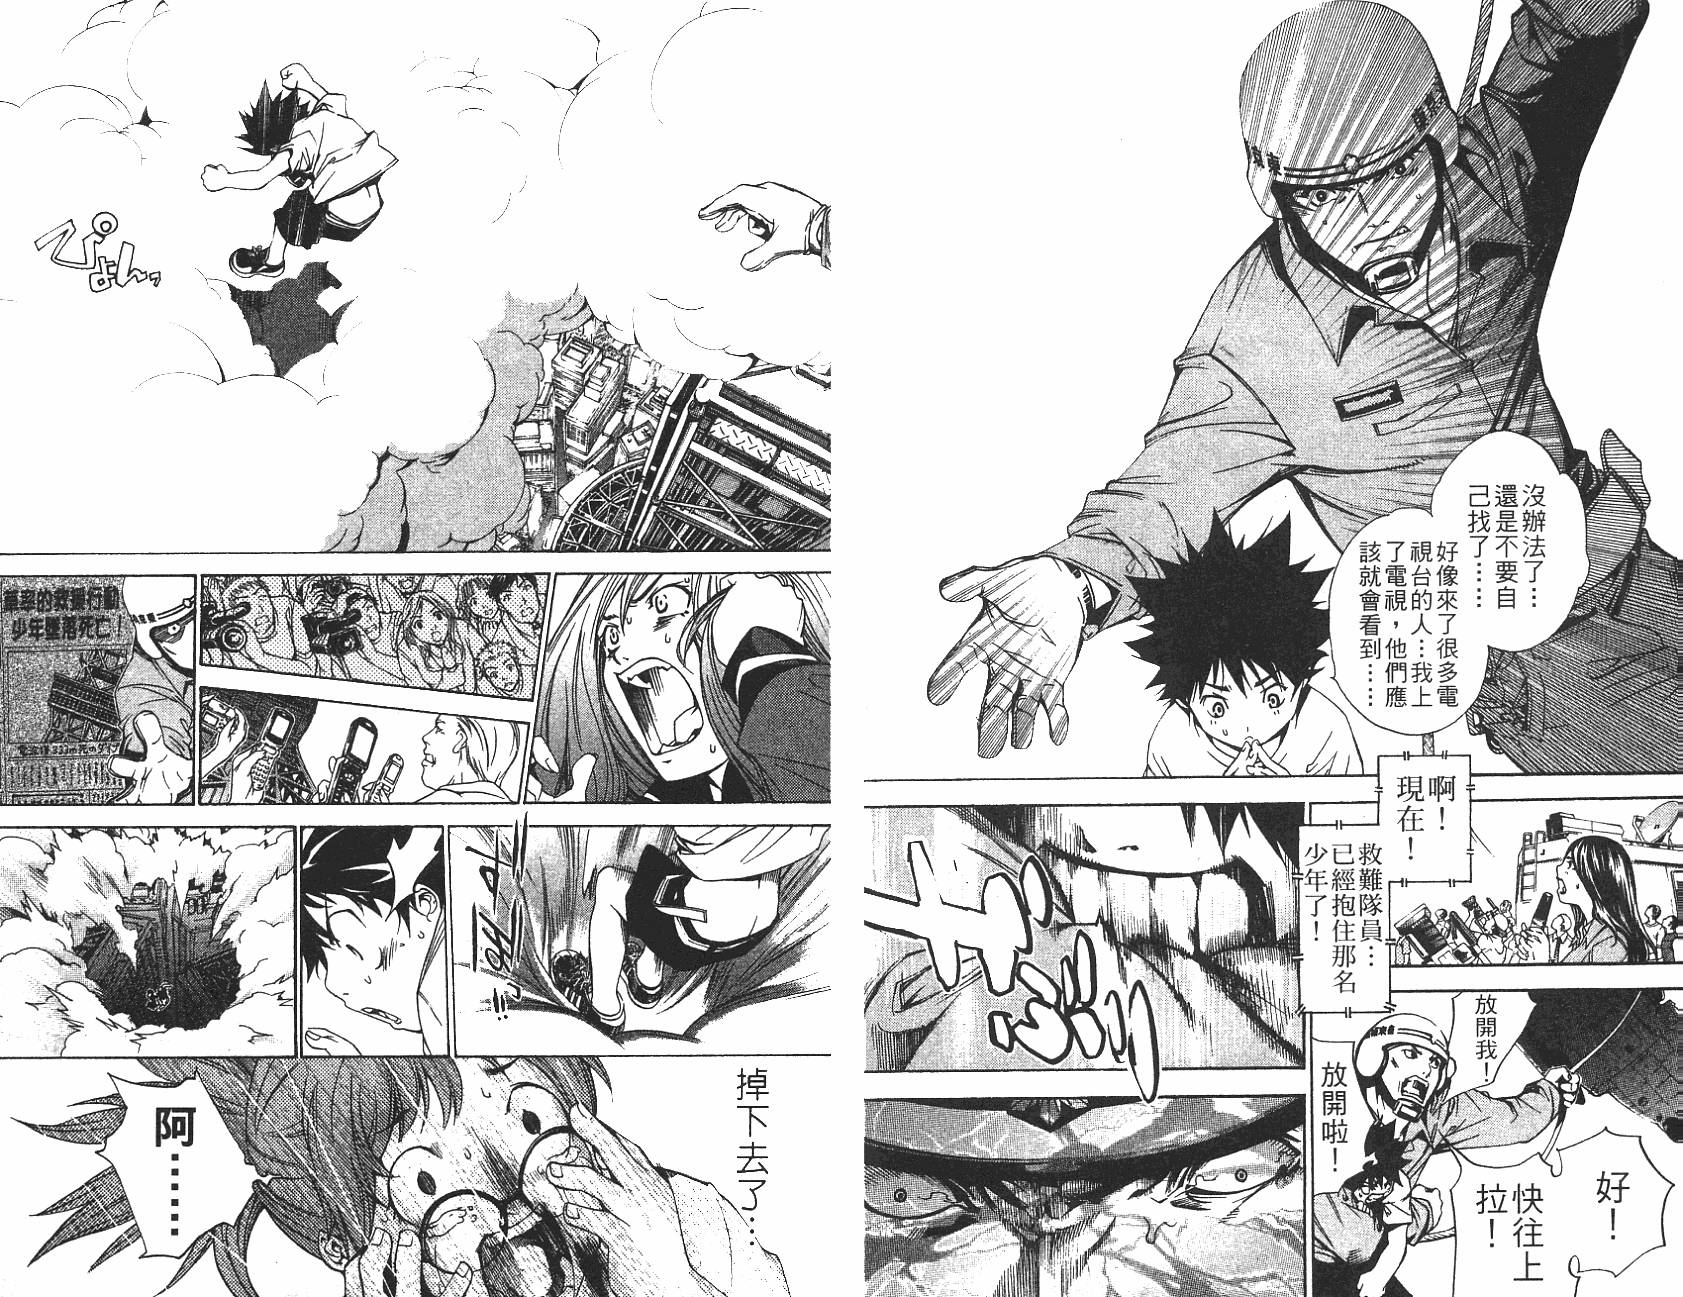 沒辦法了…
還是不要自
己找了……
好像來了很多電
視台的人…我上
了電視，他們應
該就會看到……
啊！
現在！
救難隊員…
已經抱住那名
少年了！
放開我！
放開啦！
好！
快往上
拉！
ぴょんッ
草率的救援行動
少年墜落死亡！
掉下去了…
阿……